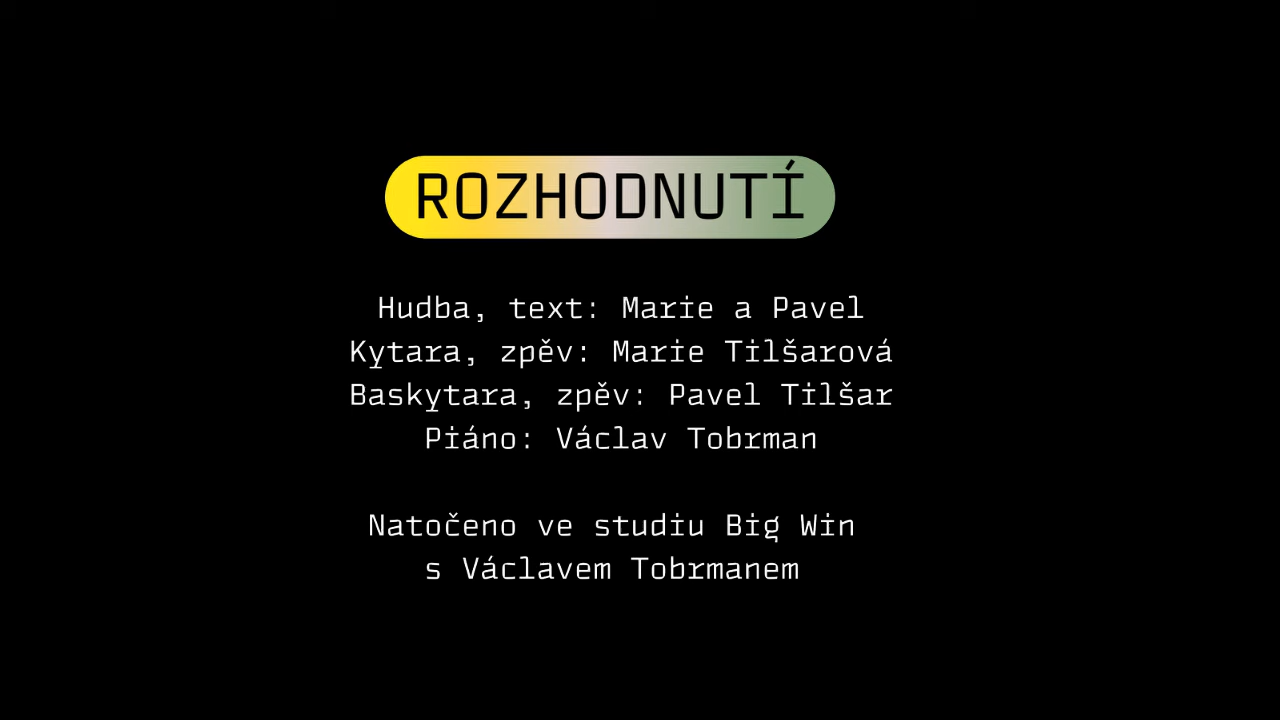 ROZHODNUTÍ
Hudba, text: Marie a Pavel
Kytara, zpěv: Marie Tilšarová
Baskytara, zpěv: Pavel Tilšar
Piáno: Václav Tobrman
Natočeno ve studiu Big Win
s Václavem Tobrmanem